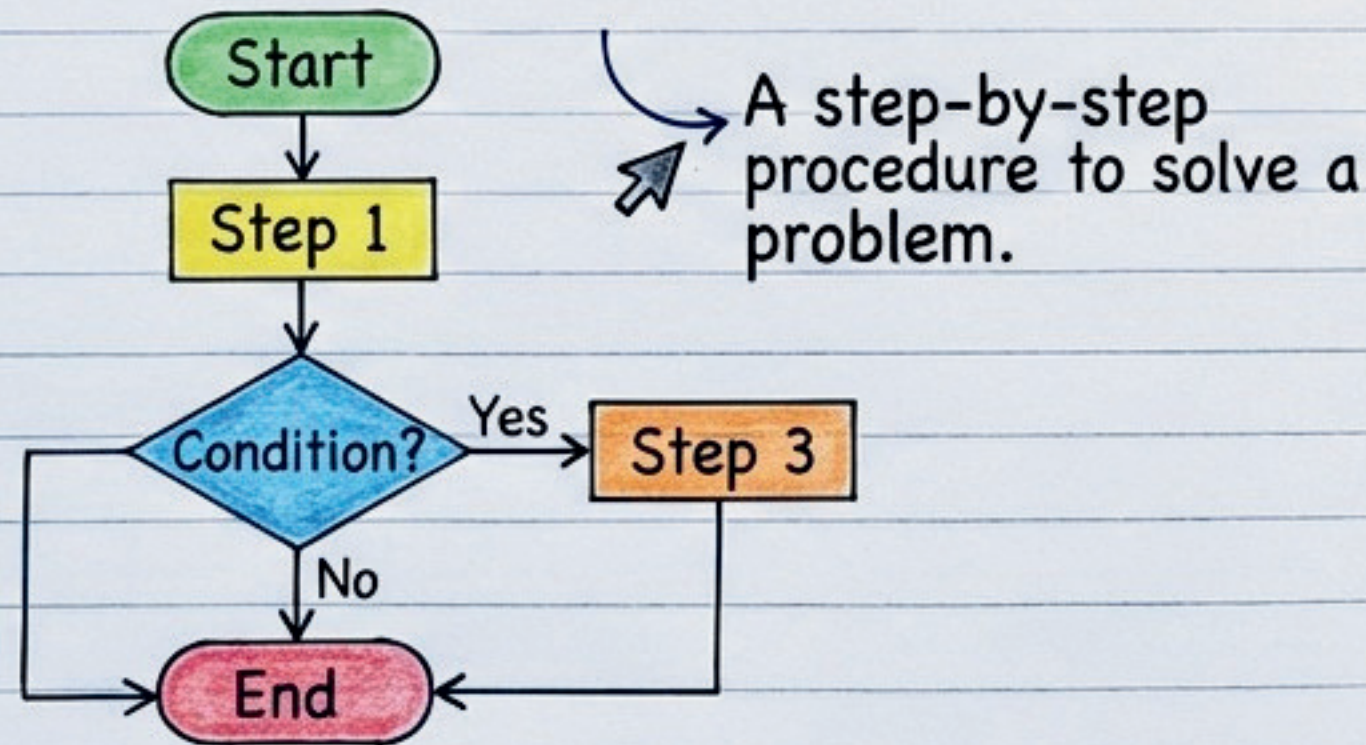 Start
A step-by-step
procedure to solve a
problem.
Step 1
Condition?
Yes
Step 3
No
End